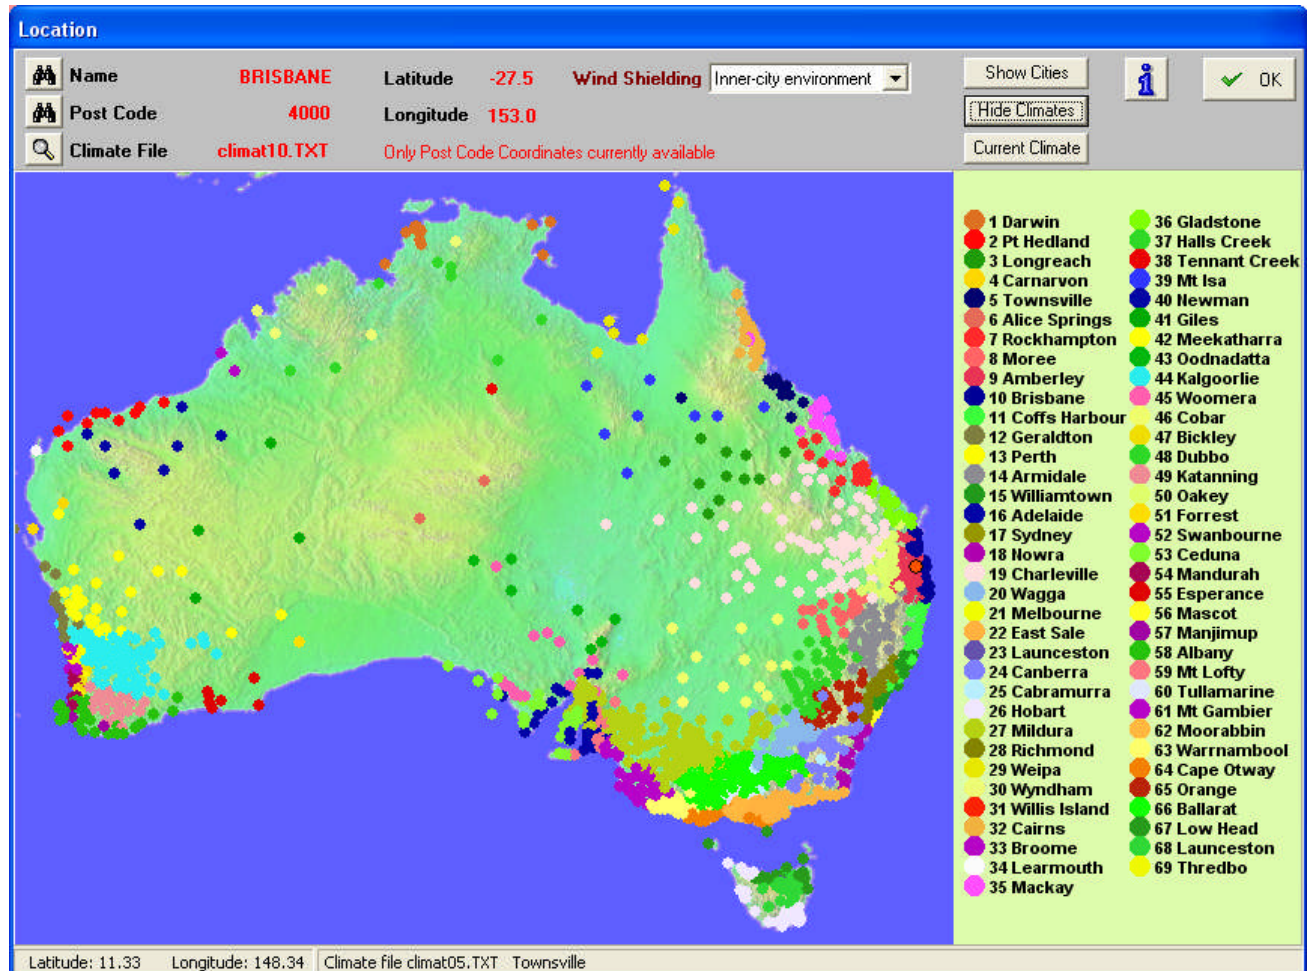 Location
Name BRISBANE Latitude -27.5 Wind Shielding Inner-city environment Show Cities OK
Post Code 4000 Longitude 153.0 Hide Climates
Climate File climat10.TXT Only Post Code Coordinates currently available Current Climate
1 Darwin 36 Gladstone
2 Pt Hedland 37 Halls Creek
3 Longreach 38 Tennant Creek
4 Carnarvon 39 Mt Isa
5 Townsville 40 Newman
6 Alice Springs 41 Giles
7 Rockhampton 42 Meekatharra
8 Moree 43 Oodnadatta
9 Amberley 44 Kalgoorlie
10 Brisbane 45 Woomera
11 Coffs Harbour 46 Cobar
12 Geraldton 47 Bickley
13 Perth 48 Dubbo
14 Armidale 49 Katanning
15 Williamtown 50 Oakey
16 Adelaide 51 Forrest
17 Sydney 52 Swanbourne
18 Nowra 53 Ceduna
19 Charleville 54 Mandurah
20 Wagga 55 Esperance
21 Melbourne 56 Mascot
22 East Sale 57 Manjimup
23 Launceston 58 Albany
24 Canberra 59 Mt Lofty
25 Cabramurra 60 Tullamarine
26 Hobart 61 Mt Gambier
27 Mildura 62 Moorabbin
28 Richmond 63 Warrnambool
29 Weipa 64 Cape Otway
30 Wyndham 65 Orange
31 Willis Island 66 Ballarat
32 Cairns 67 Low Head
33 Broome 68 Launceston
34 Learmouth 69 Thredbo
35 Mackay
Latitude: 11.33 Longitude: 148.34 Climate file climat05.TXT Townsville